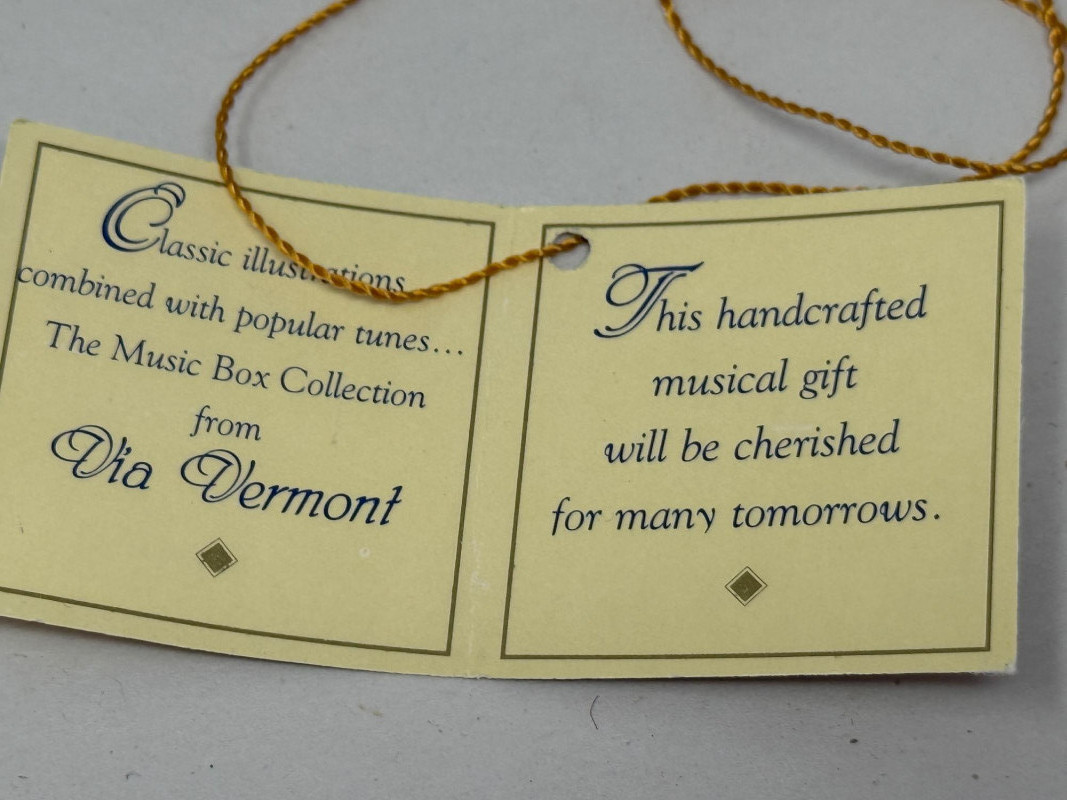 Classic illustrations
combined with popular tunes...
The Music Box Collection
from
Via Vermont
This handcrafted
musical gift
will be cherished
for many tomorrows.